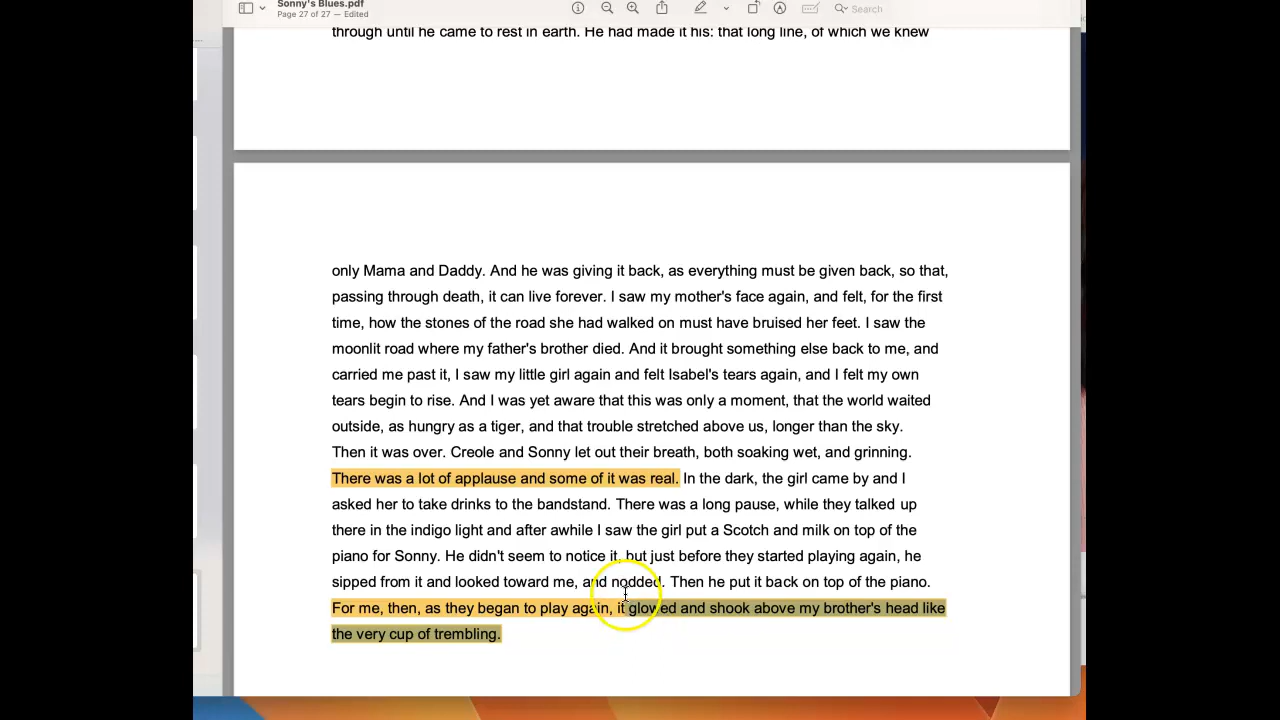 Sonny's Blues.pdf
Page 27 of 27 — Edited
Search
through until he came to rest in earth. He had made it his: that long line, of which we knew
only Mama and Daddy. And he was giving it back, as everything must be given back, so that,
passing through death, it can live forever. I saw my mother's face again, and felt, for the first
time, how the stones of the road she had walked on must have bruised her feet. I saw the
moonlit road where my father's brother died. And it brought something else back to me, and
carried me past it, I saw my little girl again and felt Isabel's tears again, and I felt my own
tears begin to rise. And I was yet aware that this was only a moment, that the world waited
outside, as hungry as a tiger, and that trouble stretched above us, longer than the sky.
Then it was over. Creole and Sonny let out their breath, both soaking wet, and grinning.
There was a lot of applause and some of it was real. In the dark, the girl came by and I
asked her to take drinks to the bandstand. There was a long pause, while they talked up
there in the indigo light and after awhile I saw the girl put a Scotch and milk on top of the
piano for Sonny. He didn't seem to notice it, but just before they started playing again, he
sipped from it and looked toward me, and nodded. Then he put it back on top of the piano.
For me, then, as they began to play again, it glowed and shook above my brother's head like
the very cup of trembling.